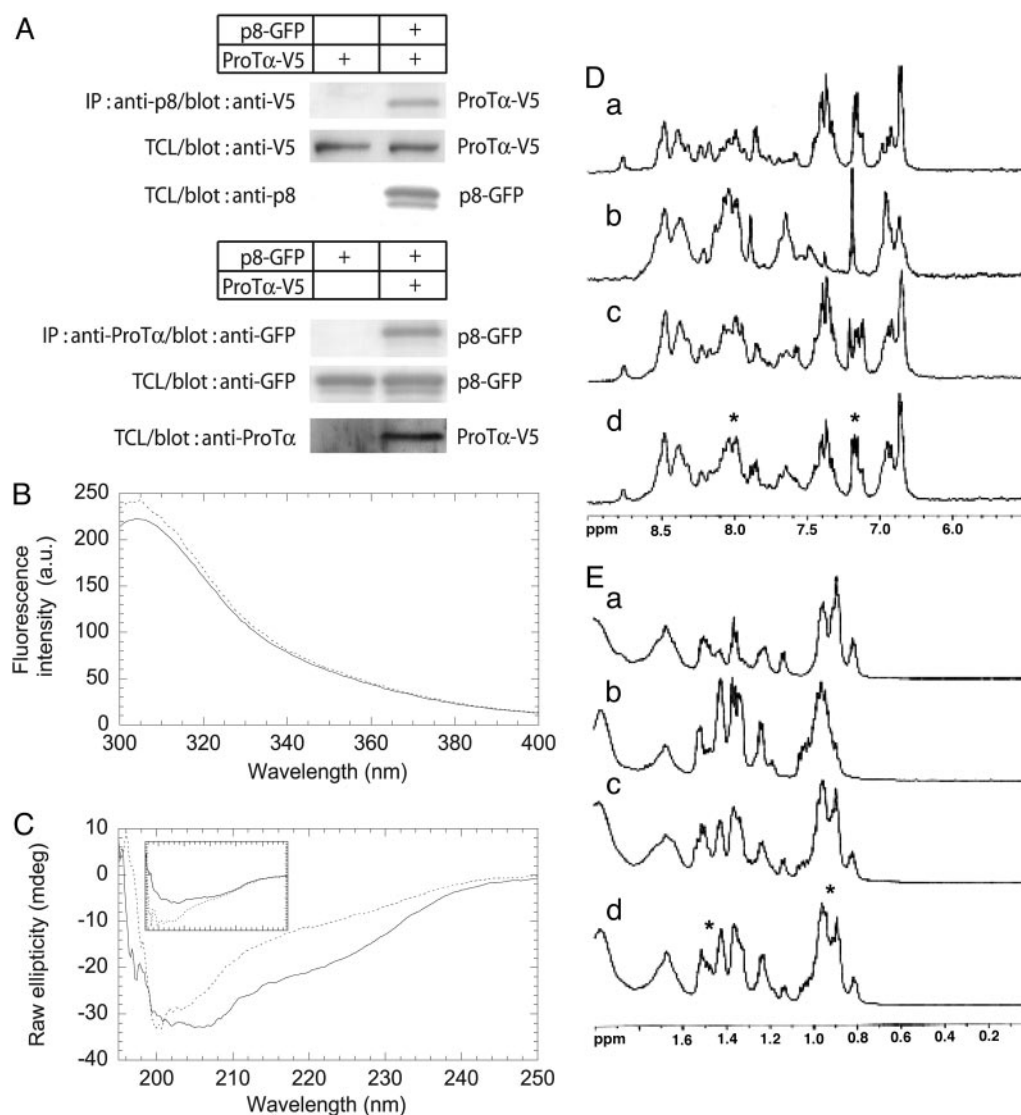 A
p8-GFP +
ProTα-V5 + +
IP : anti-p8/blot : anti-V5 ProTα-V5
TCL/blot : anti-V5 ProTα-V5
TCL/blot : anti-p8 p8-GFP
p8-GFP + +
ProTα-V5 +
IP : anti-ProTα/blot : anti-GFP p8-GFP
TCL/blot : anti-GFP p8-GFP
TCL/blot : anti-ProTα ProTα-V5
B
Fluorescence
intensity (a.u.)
250
200
150
100
50
0
300 320 340 360 380 400
Wavelength (nm)
C
Raw ellipticity (mdeg)
10
0
-10
-20
-30
-40
200 210 220 230 240 250
Wavelength (nm)
D
a
b
c
d
* *
ppm 8.5 8.0 7.5 7.0 6.0
E
a
b
c
d
* *
ppm 1.6 1.2 1.0 0.8 0.6 0.4 0.2 0.0